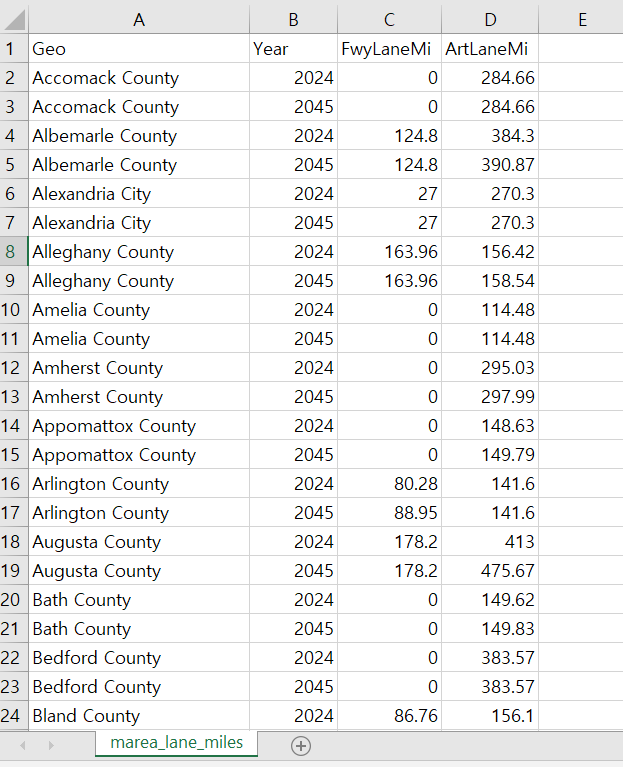 A B C D E
1 Geo Year FwyLaneMi ArtLaneMi
2 Accomack County 2024 0 284.66
3 Accomack County 2045 0 284.66
4 Albemarle County 2024 124.8 384.3
5 Albemarle County 2045 124.8 390.87
6 Alexandria City 2024 27 270.3
7 Alexandria City 2045 27 270.3
8 Alleghany County 2024 163.96 156.42
9 Alleghany County 2045 163.96 158.54
10 Amelia County 2024 0 114.48
11 Amelia County 2045 0 114.48
12 Amherst County 2024 0 295.03
13 Amherst County 2045 0 297.99
14 Appomattox County 2024 0 148.63
15 Appomattox County 2045 0 149.79
16 Arlington County 2024 80.28 141.6
17 Arlington County 2045 88.95 141.6
18 Augusta County 2024 178.2 413
19 Augusta County 2045 178.2 475.67
20 Bath County 2024 0 149.62
21 Bath County 2045 0 149.83
22 Bedford County 2024 0 383.57
23 Bedford County 2045 0 383.57
24 Bland County 2024 86.76 156.1
marea_lane_miles